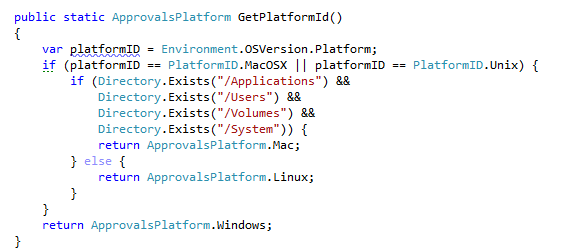 public static ApprovalsPlatform GetPlatformId()
{
    var platformID = Environment.OSVersion.Platform;
    if (platformID == PlatformID.MacOSX || platformID == PlatformID.Unix) {
        if (Directory.Exists("/Applications") &&
            Directory.Exists("/Users") &&
            Directory.Exists("/Volumes") &&
            Directory.Exists("/System")) {
            return ApprovalsPlatform.Mac;
        } else {
            return ApprovalsPlatform.Linux;
        }
    }
    return ApprovalsPlatform.Windows;
}